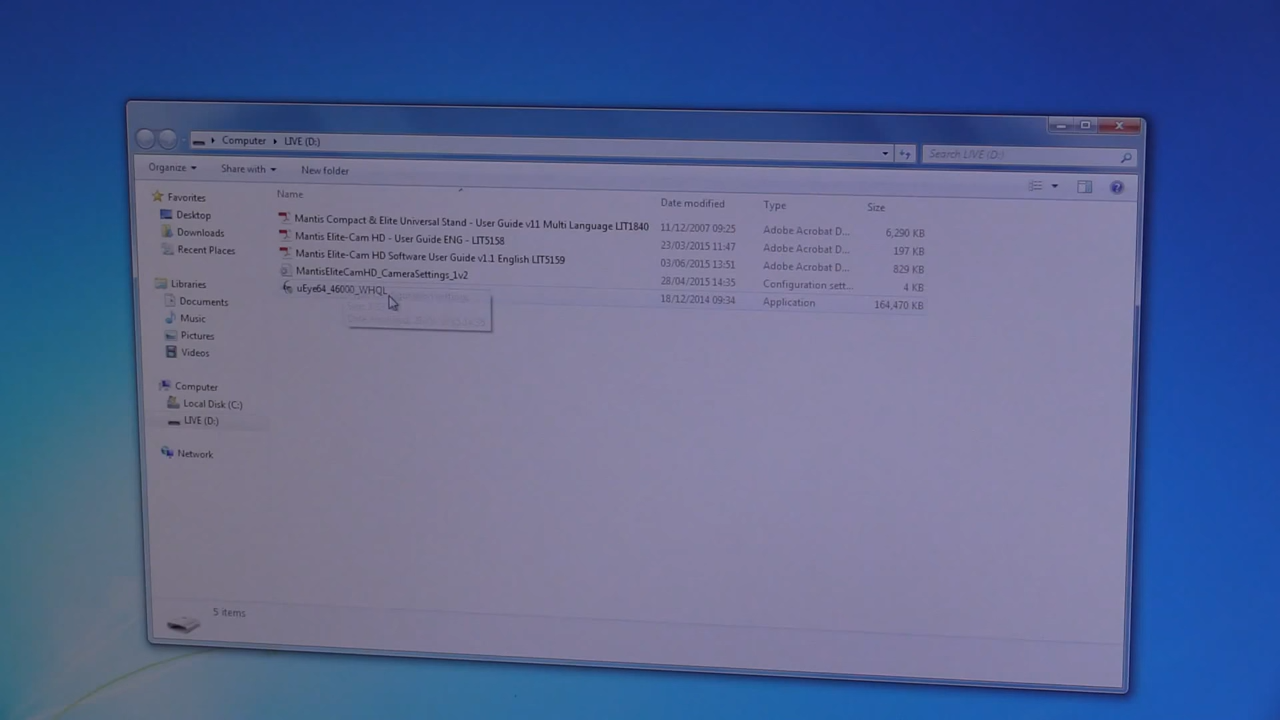 Computer ▸ LIVE (D:)
Search LIVE (D:)
Organize
Share with
New folder
Name
Date modified
Type
Size
Mantis Compact & Elite Universal Stand - User Guide v11 Multi Language LIT1840 11/12/2007 09:25 Adobe Acrobat D... 6,290 KB
Mantis Elite-Cam HD - User Guide ENG - LIT5158 23/03/2015 11:47 Adobe Acrobat D... 197 KB
Mantis Elite-Cam HD Software User Guide v1.1 English LIT5159 03/06/2015 13:51 Adobe Acrobat D... 829 KB
MantisEliteCamHD_CameraSettings_1v2 28/04/2015 14:35 Configuration sett... 4 KB
uEye64_46000_WHQL 18/12/2014 09:34 Application 164,470 KB
Favorites
Desktop
Downloads
Recent Places
Libraries
Documents
Music
Pictures
Videos
Computer
Local Disk (C:)
LIVE (D:)
Network
5 items